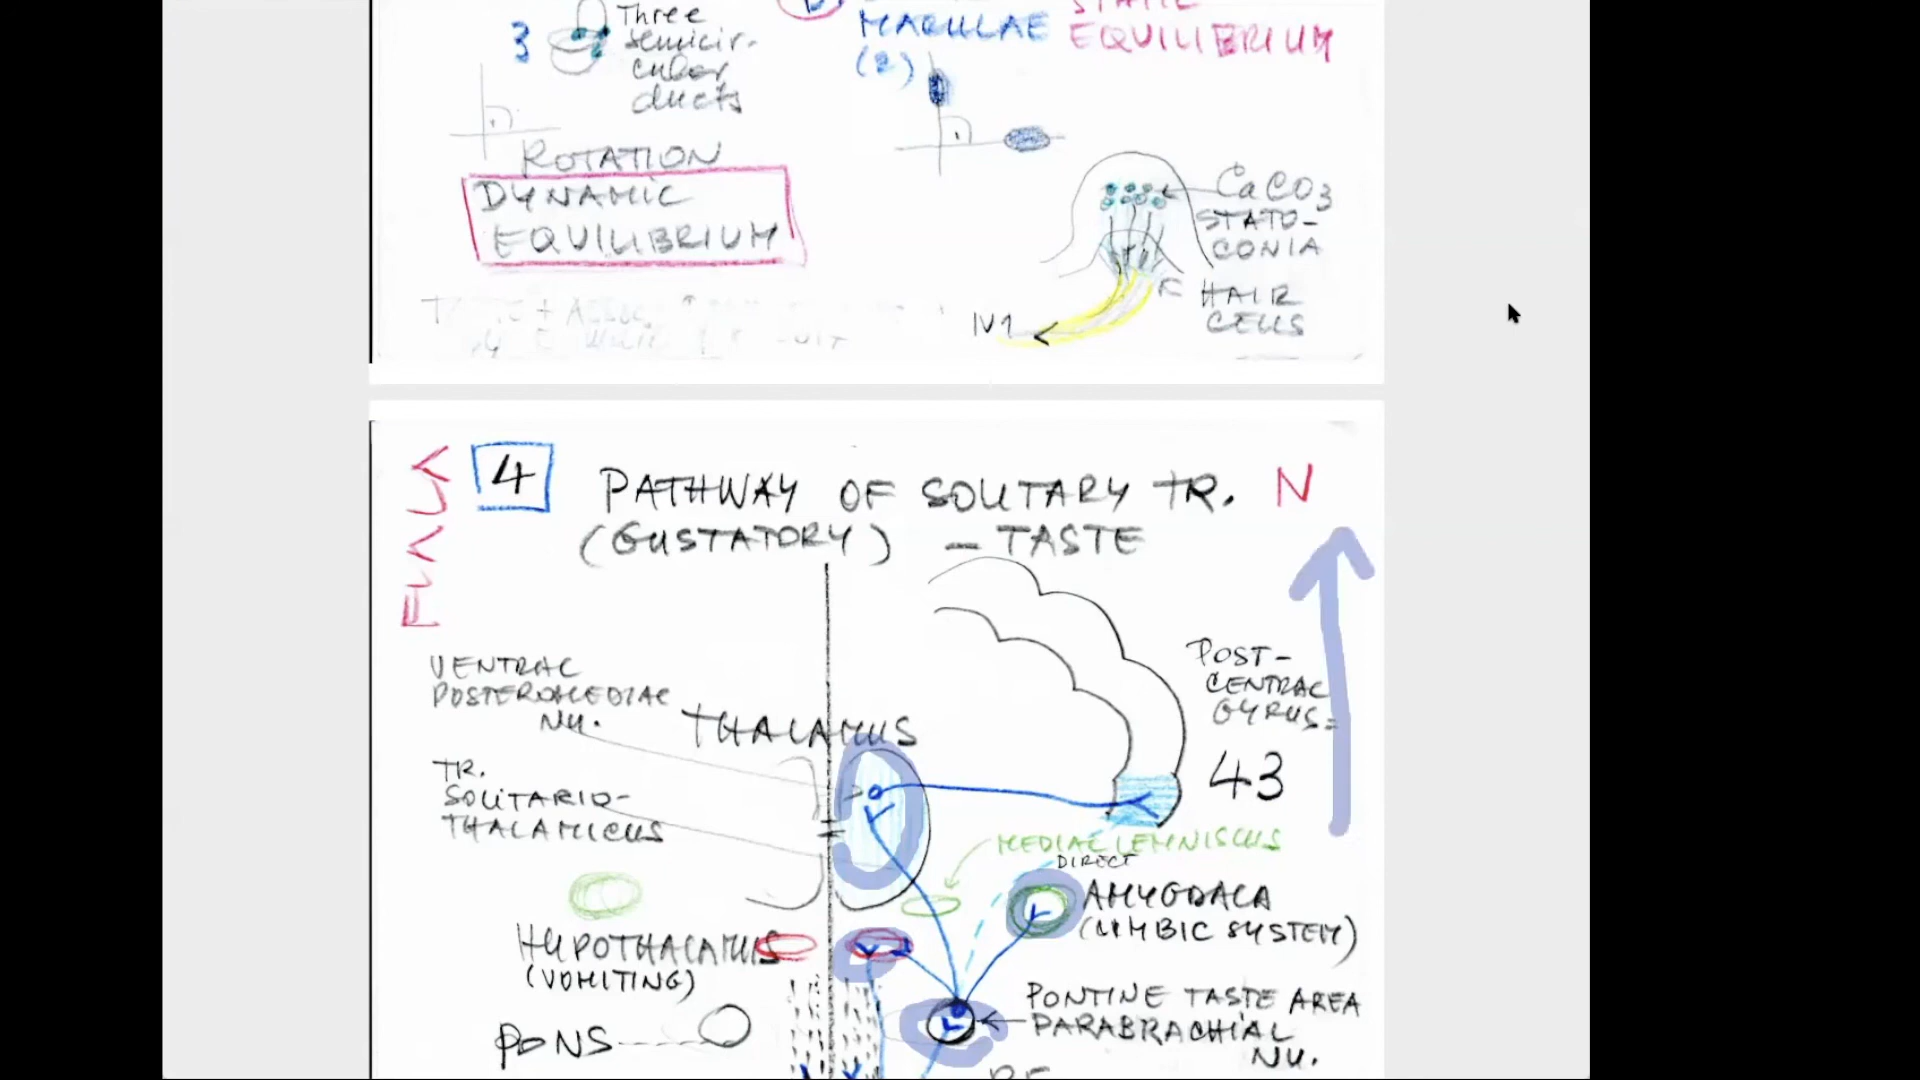 3
Three
semicir-
cular
ducts
ROTATION
DYNAMIC
EQUILIBRIUM
MACULAE
(2)
EQUILIBRIUM
CaCO3
STATO-
CONIA
HAIR
CELLS
4
PATHWAY OF SOLITARY TR. N
(GUSTATORY) - TASTE
VENTRAL
POSTEROMEDIAL
NU.
THALAMUS
POST-
CENTRAL
GYRUS=
43
TR.
SOLITARIO-
THALAMICUS
MEDIAL LEMNISCUS
DIRECT
AMYGDALA
(LIMBIC SYSTEM)
HYPOTHALAMUS
(VOMITING)
PONS
PONTINE TASTE AREA
PARABRACHIAL
NU.